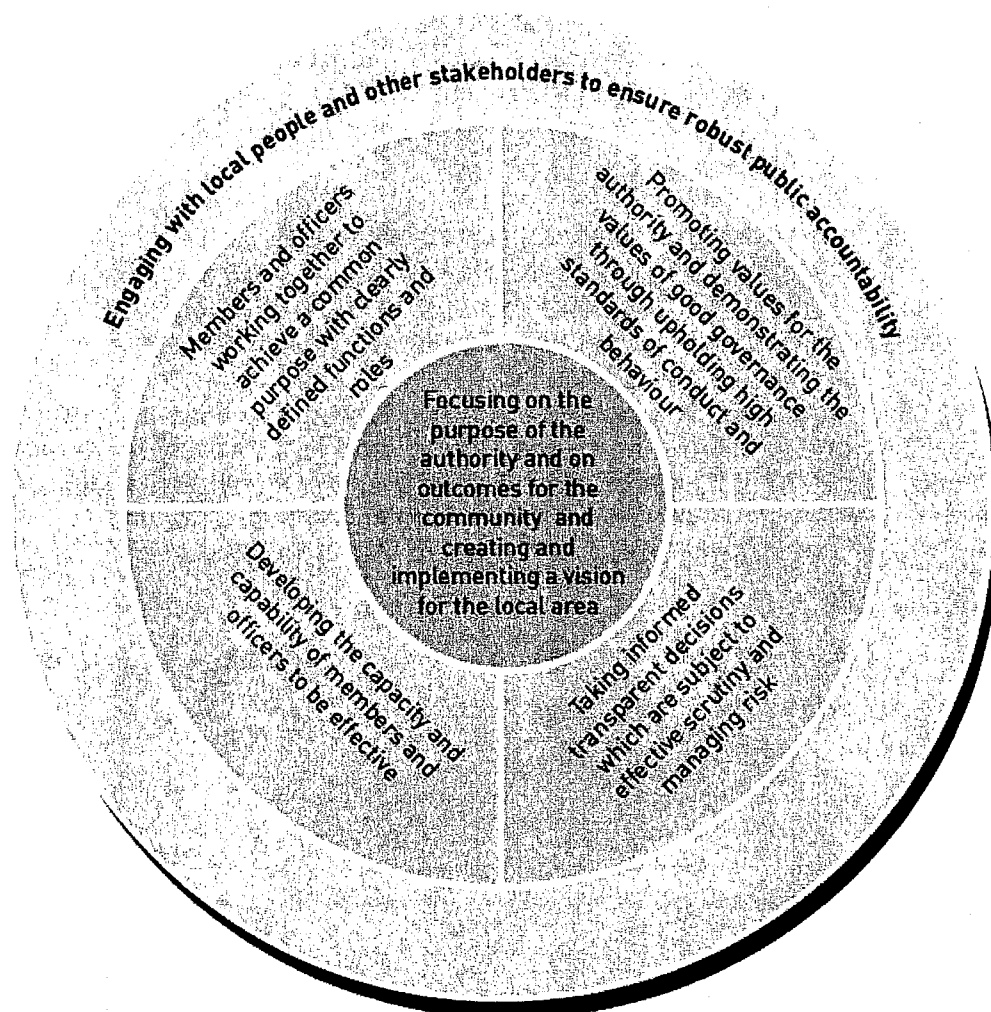 Engaging with local people and other stakeholders to ensure robust public accountability
Members and officers
working together to
achieve a common
purpose with clearly
defined functions and
roles
Promoting values for the
authority and demonstrating the
values of good governance
through upholding high
standards of conduct and
behaviour
Focusing on the
purpose of the
authority and on
outcomes for the
community and
creating and
implementing a vision
for the local area
Developing the capacity and
capability of members and
officers to be effective
Taking informed
transparent decisions
which are subject to
effective scrutiny and
managing risk